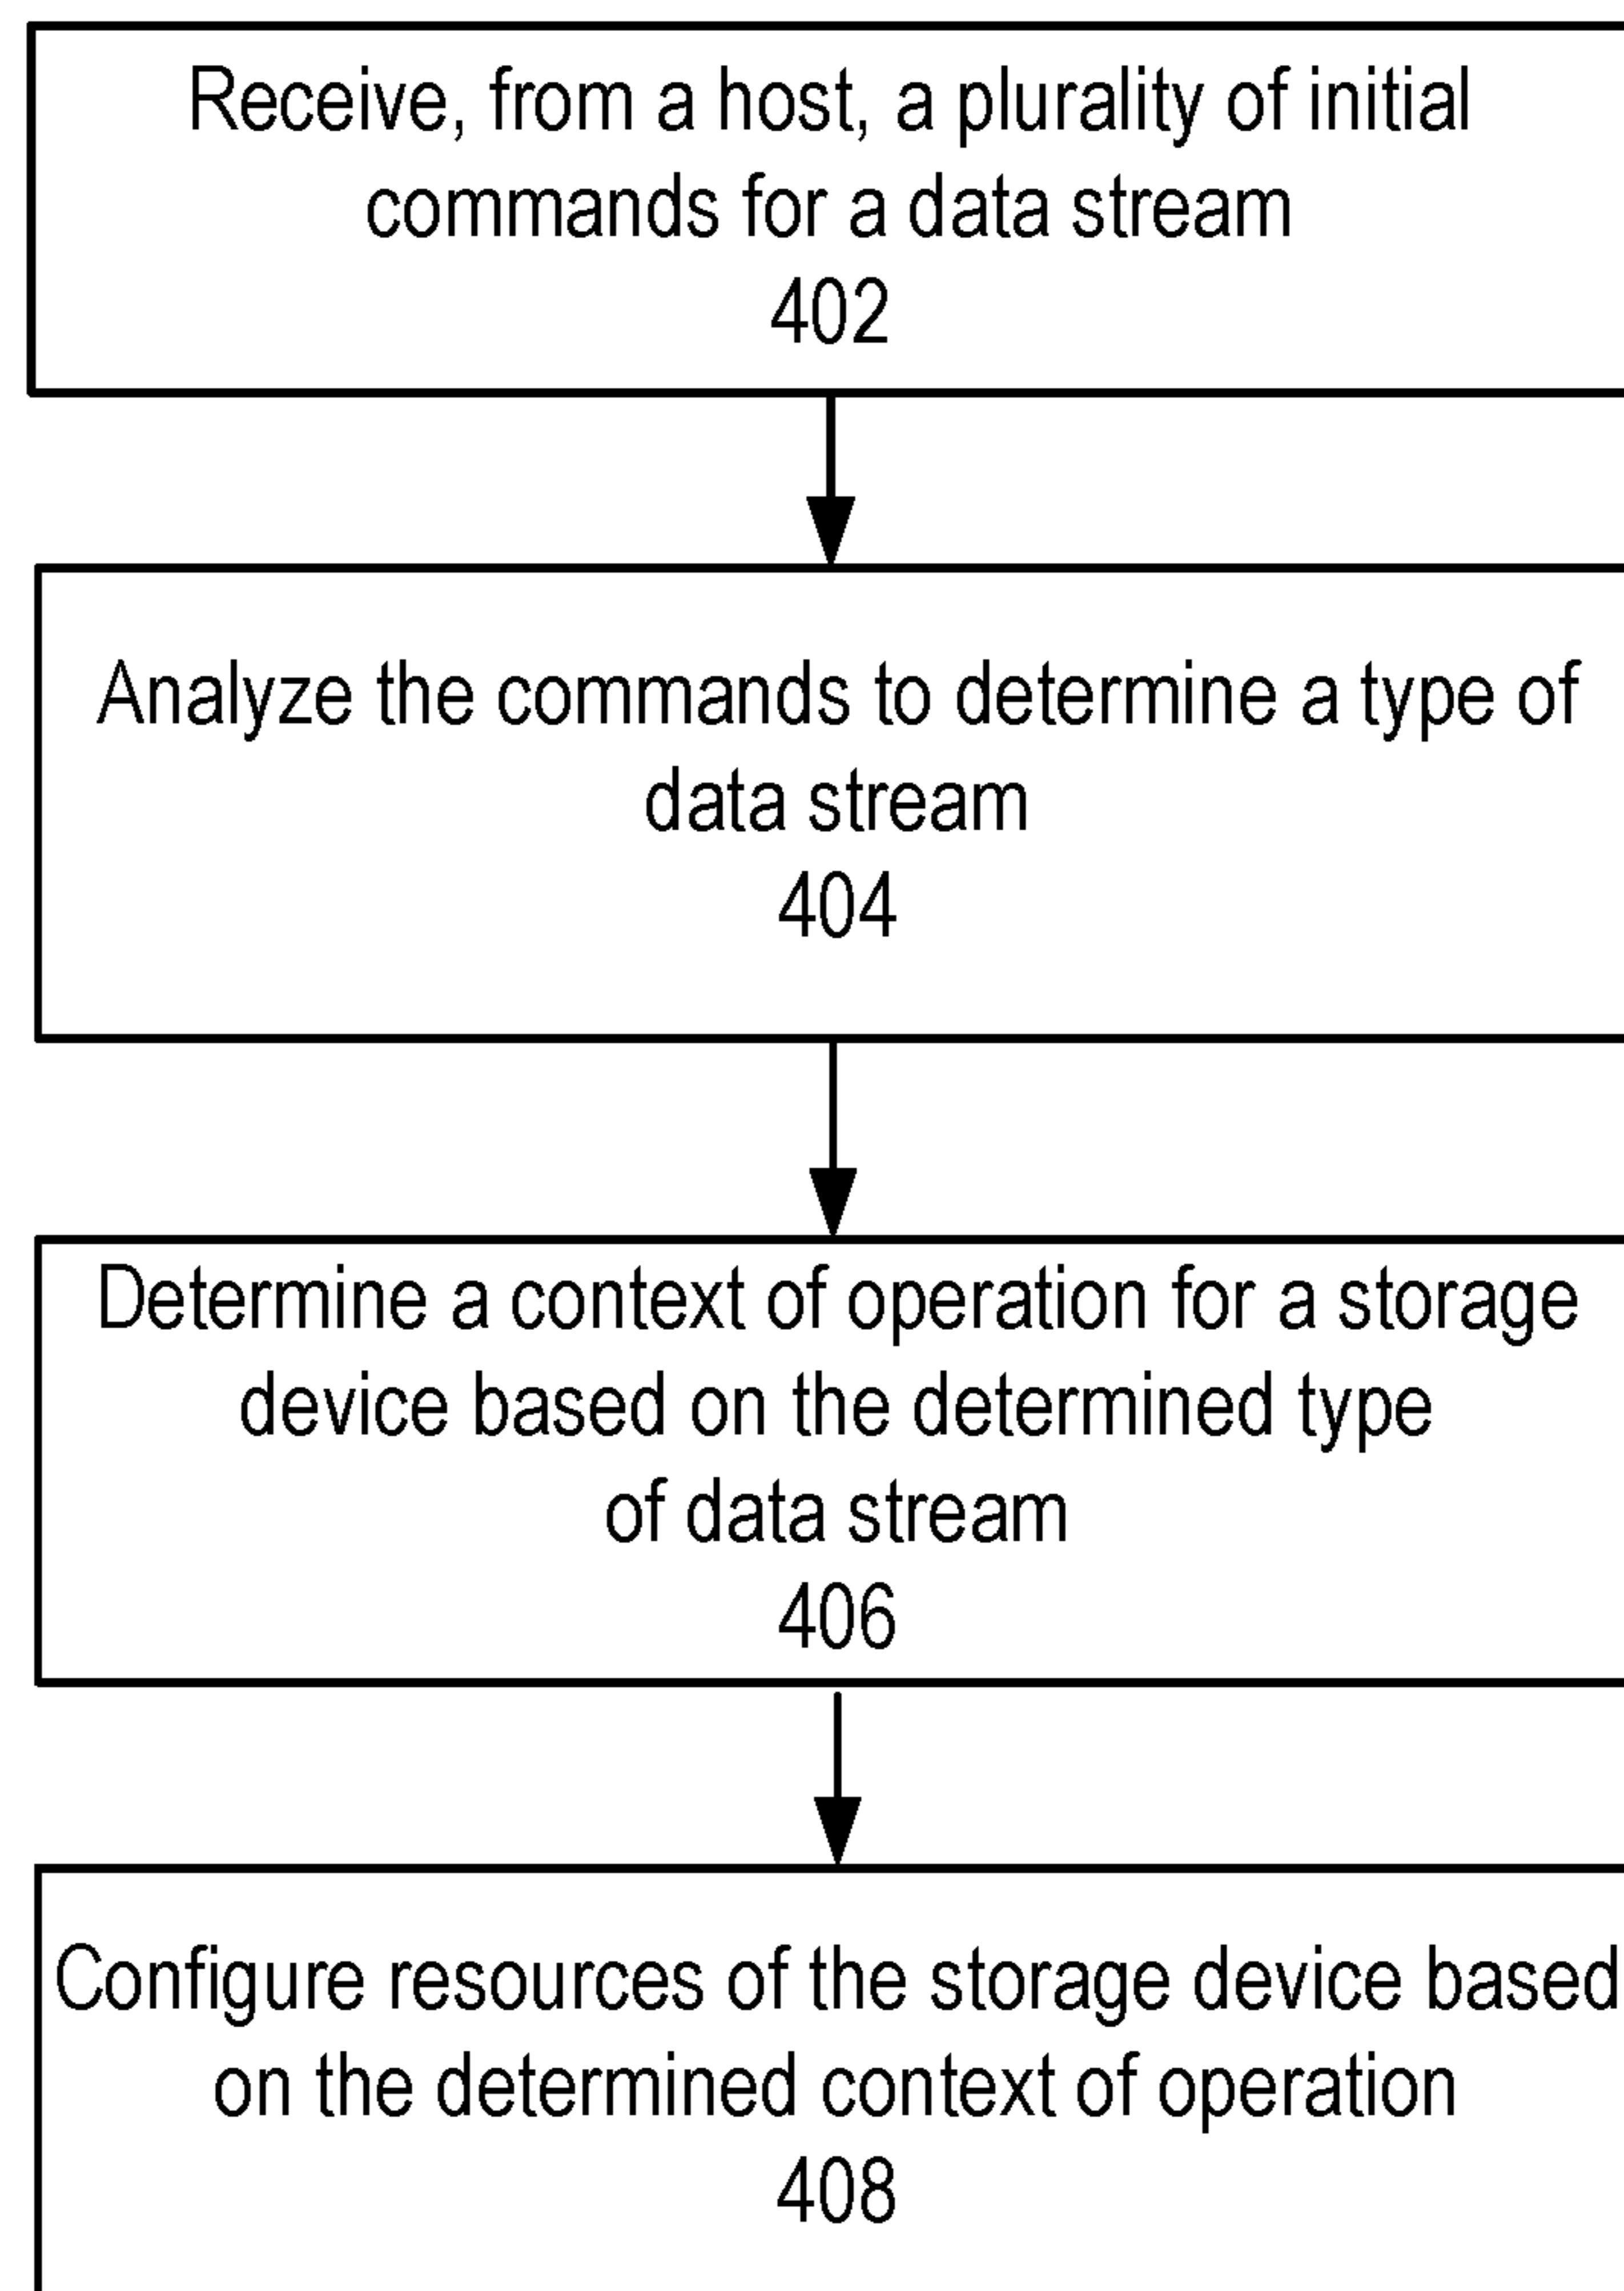 Receive, from a host, a plurality of initial
commands for a data stream
402
Analyze the commands to determine a type of
data stream
404
Determine a context of operation for a storage
device based on the determined type
of data stream
406
Configure resources of the storage device based
on the determined context of operation
408